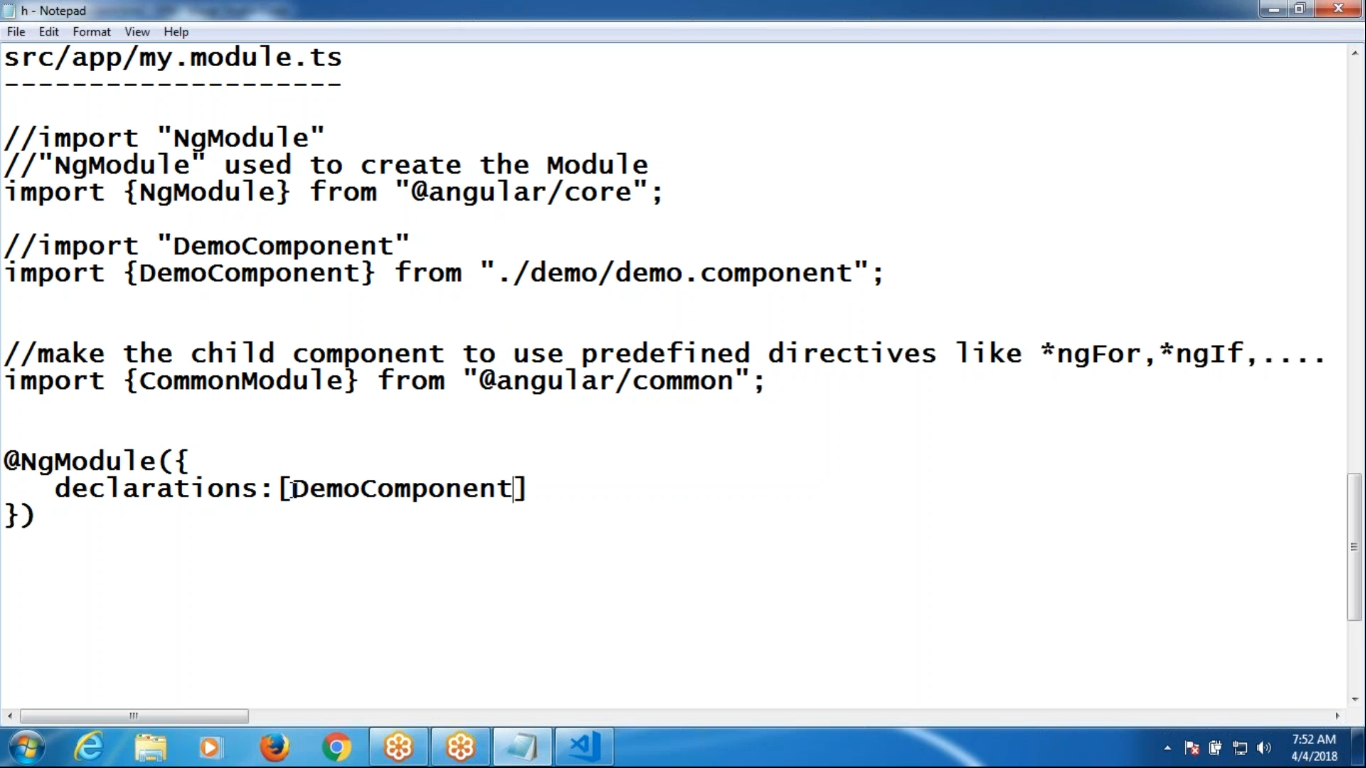 h - Notepad
File Edit Format View Help
src/app/my.module.ts
--------------------
//import "NgModule"
//"NgModule" used to create the Module
import {NgModule} from "@angular/core";
//import "DemoComponent"
import {DemoComponent} from "./demo/demo.component";
//make the child component to use predefined directives like *ngFor,*ngIf,....
import {CommonModule} from "@angular/common";
@NgModule({
declarations:[DemoComponent]
})
7:52 AM
4/4/2018